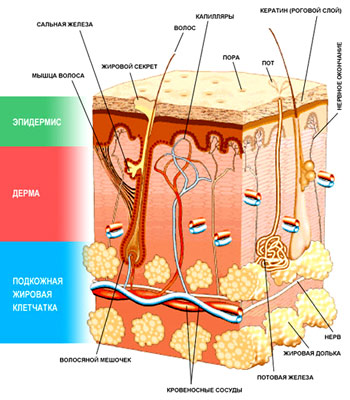 КАПИЛЛЯРЫ
КЕРАТИН (РОГОВОЙ СЛОЙ)
САЛЬНАЯ ЖЕЛЕЗА
ВОЛОС
ЖИРОВОЙ СЕКРЕТ
ПОРА
ПОТ
МЫШЦА ВОЛОСА
НЕРВНОЕ ОКОНЧАНИЕ
ЭПИДЕРМИС
ДЕРМА
ПОДКОЖНАЯ
ЖИРОВАЯ
КЛЕТЧАТКА
НЕРВ
ВОЛОСЯНОЙ МЕШОЧЕК
ЖИРОВАЯ ДОЛЬКА
ПОТОВАЯ ЖЕЛЕЗА
КРОВЕНОСНЫЕ СОСУДЫ